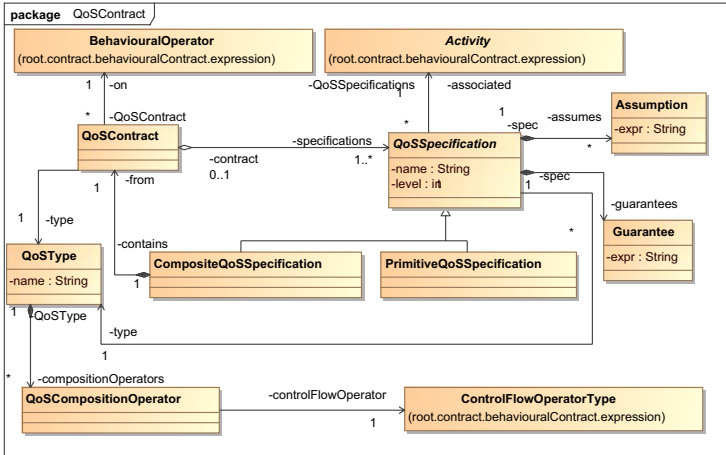 package QoSContract
BehaviouralOperator
(root.contract.behaviouralContract.expression)
Activity
(root.contract.behaviouralContract.expression)
1
-on
-QoSSpecifications
1
-associated
*
-QoSContract
*
1
-spec
-assumes
*
Assumption
-expr : String
QoSContract
-specifications
1..*
-contract
0..1
QoSSpecification
-name : String
-level : int
1
1
-spec
1
-from
-guarantees
*
Guarantee
-expr : String
1
-type
-contains
1
QoSType
-name : String
CompositeQoSSpecification
PrimitiveQoSSpecification
1
-QoSType
-type
1
*
-compositionOperators
QoSCompositionOperator
-controlFlowOperator
1
ControlFlowOperatorType
(root.contract.behaviouralContract.expression)